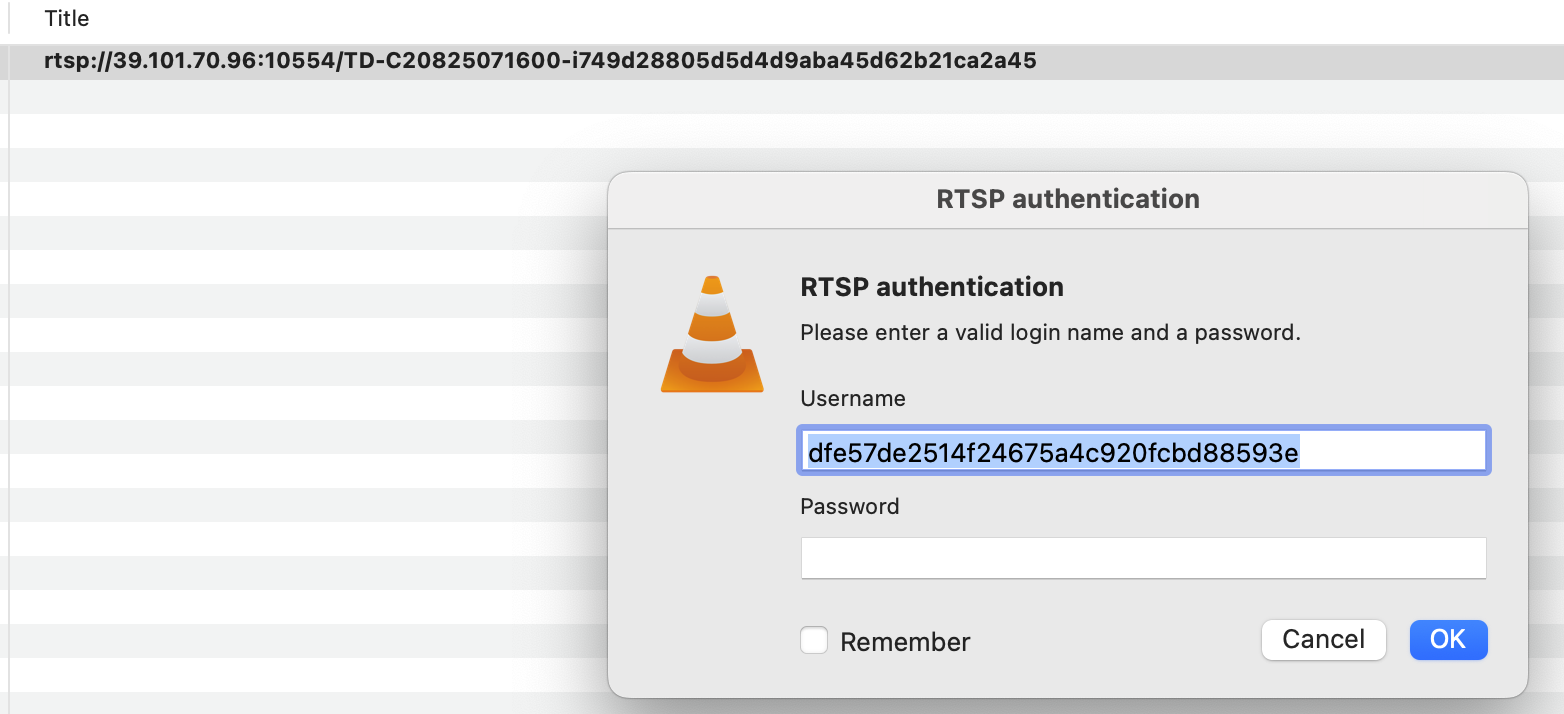 Title
rtsp://39.101.70.96:10554/TD-C20825071600-i749d28805d5d4d9aba45d62b21ca2a45
RTSP authentication
RTSP authentication
Please enter a valid login name and a password.
Username
dfe57de2514f24675a4c920fcbd88593e
Password
Remember
Cancel
OK